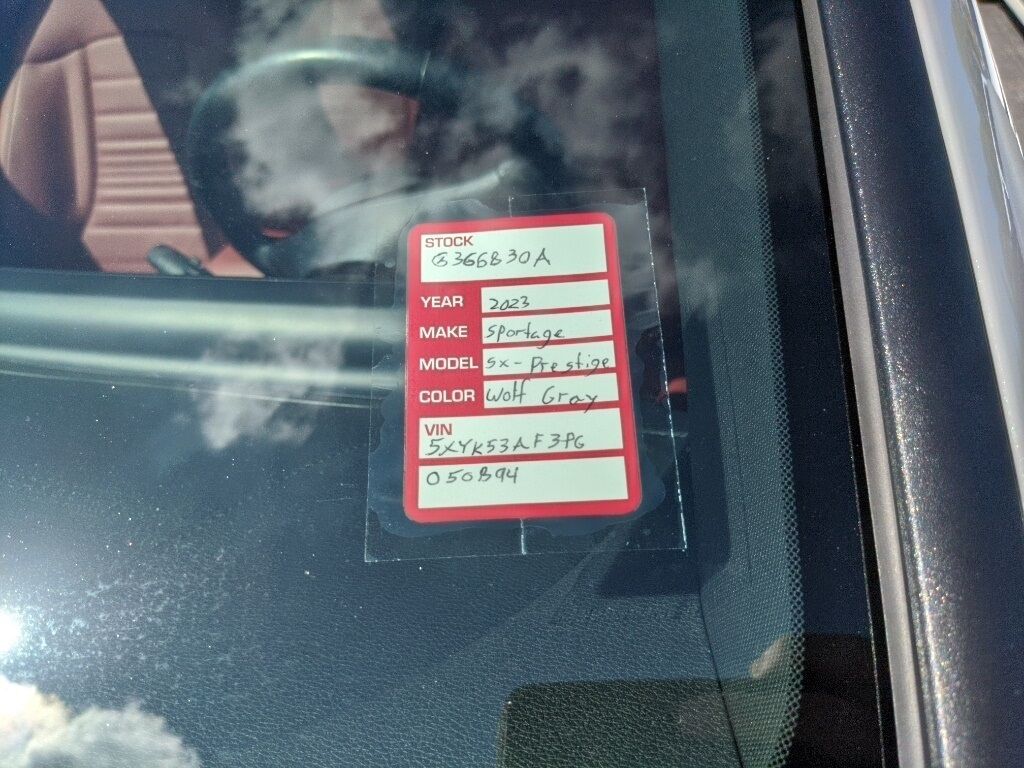 STOCK
G366830A
YEAR 2023
MAKE Sportage
MODEL SX-Prestige
COLOR Wolf Gray
VIN
5XYK53AF3PG
050894